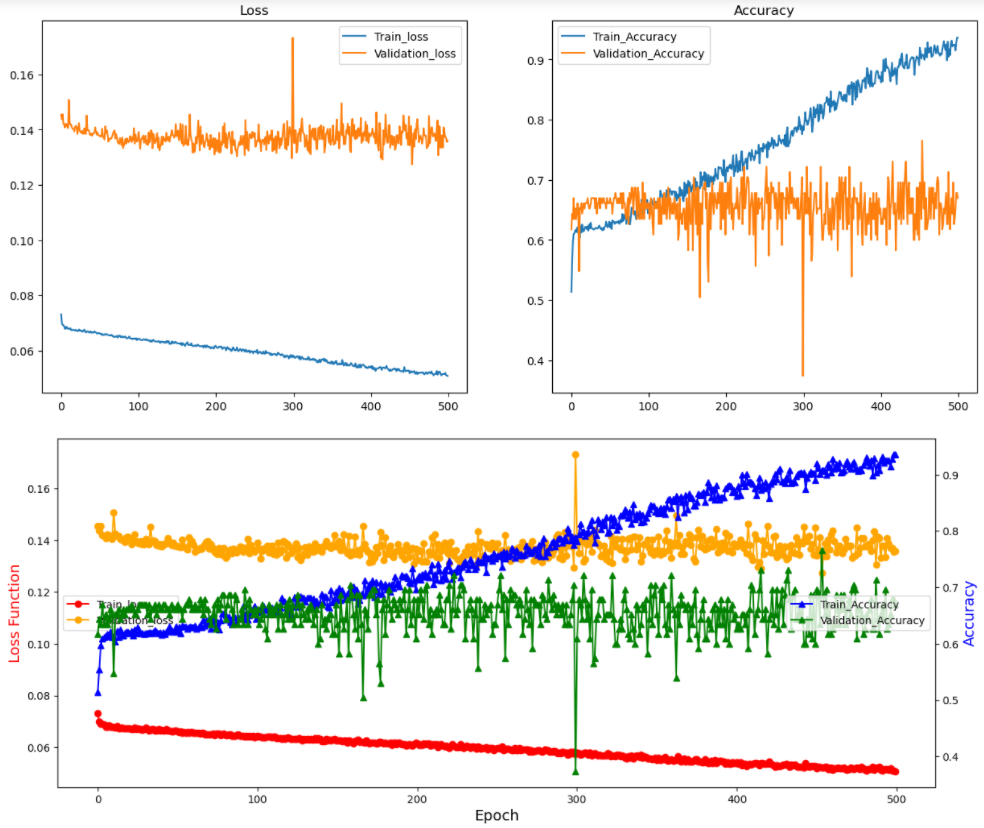 Loss
Train_loss
Validation_loss
0.16
0.14
0.12
0.10
0.08
0.06
0 100 200 300 400 500
Accuracy
Train_Accuracy
Validation_Accuracy
0.9
0.8
0.7
0.6
0.5
0.4
0 100 200 300 400 500
Loss Function
0.16
0.14
0.12
0.10
0.08
0.06
Train_loss
Validation_loss
Train_Accuracy
Validation_Accuracy
0.9
0.8
0.7
0.6
0.5
0.4
Accuracy
0 100 200 300 400 500
Epoch